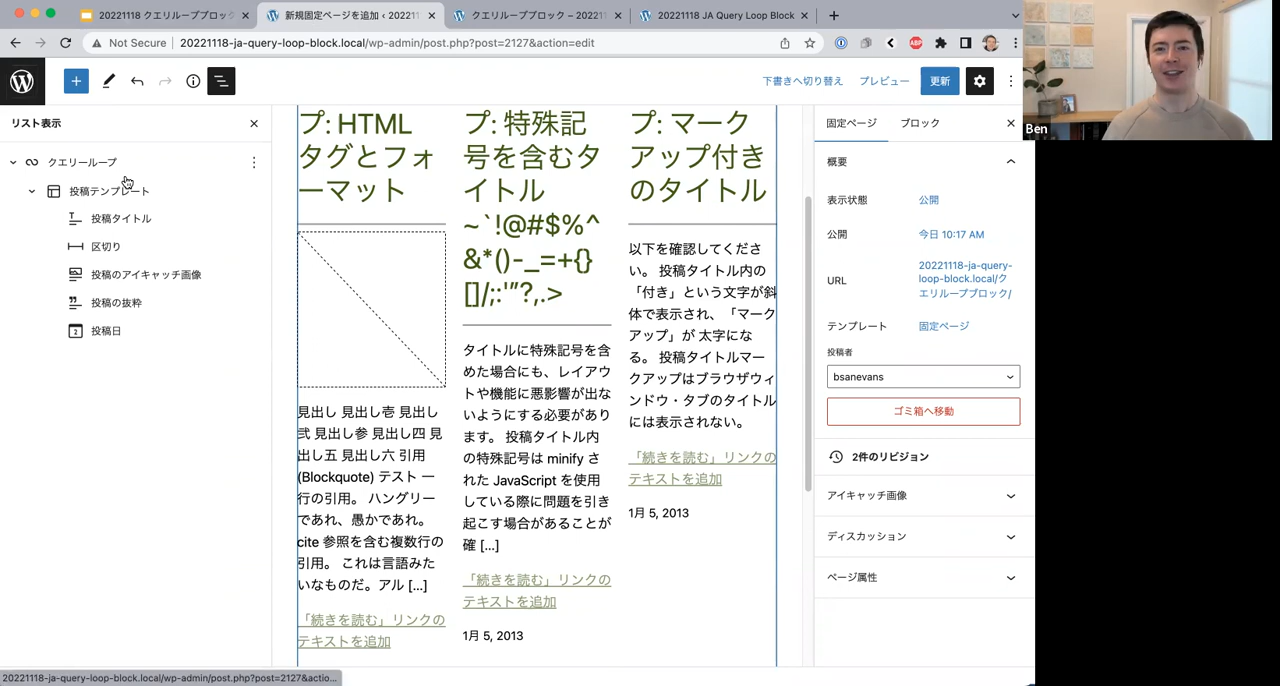 20221118 クエリループブロック
新規固定ページを追加 ‹ 202211
クエリループブロック – 202211
20221118 JA Query Loop Block
Not Secure
20221118-ja-query-loop-block.local/wp-admin/post.php?post=2127&action=edit
ABP
Ben
下書きへ切り替え
プレビュー
更新
リスト表示
クエリーループ
投稿テンプレート
投稿タイトル
区切り
投稿のアイキャッチ画像
投稿の抜粋
投稿日
プ: HTML
タグとフォ
ーマット
見出し 見出し壱 見出し
弐 見出し参 見出し四 見
出し五 見出し六 引用
(Blockquote) テスト 一
行の引用。 ハングリー
であれ、愚かであれ。
cite 参照を含む複数行の
引用。 これは言語みた
いなものだ。アル [...]
「続きを読む」リンクの
テキストを追加
プ: 特殊記
号を含むタ
イトル
~`!@#$%^
&*()-_=+{}
[]/;:'"?,.>
タイトルに特殊記号を含
めた場合にも、レイアウ
トや機能に悪影響が出な
いようにする必要があり
ます。 投稿タイトル内
の特殊記号は minify さ
れた JavaScript を使用
している際に問題を引き
起こす場合があることが
確 [...]
「続きを読む」リンクの
テキストを追加
1月 5, 2013
プ: マーク
アップ付き
のタイトル
以下を確認してくださ
い。 投稿タイトル内の
「付き」という文字が斜
体で表示され、「マーク
アップ」が 太字にな
る。 投稿タイトルマー
クアップはブラウザウィ
ンドウ・タブのタイトル
には表示されない。
「続きを読む」リンクの
テキストを追加
1月 5, 2013
固定ページ
ブロック
概要
表示状態
公開
公開
今日 10:17 AM
URL
20221118-ja-query-
loop-block.local/ク
エリループブロック/
テンプレート
固定ページ
投稿者
bsanevans
ゴミ箱へ移動
2件のリビジョン
アイキャッチ画像
ディスカッション
ページ属性
20221118-ja-query-loop-block.local/wp-admin/post.php?post=2127&actio...